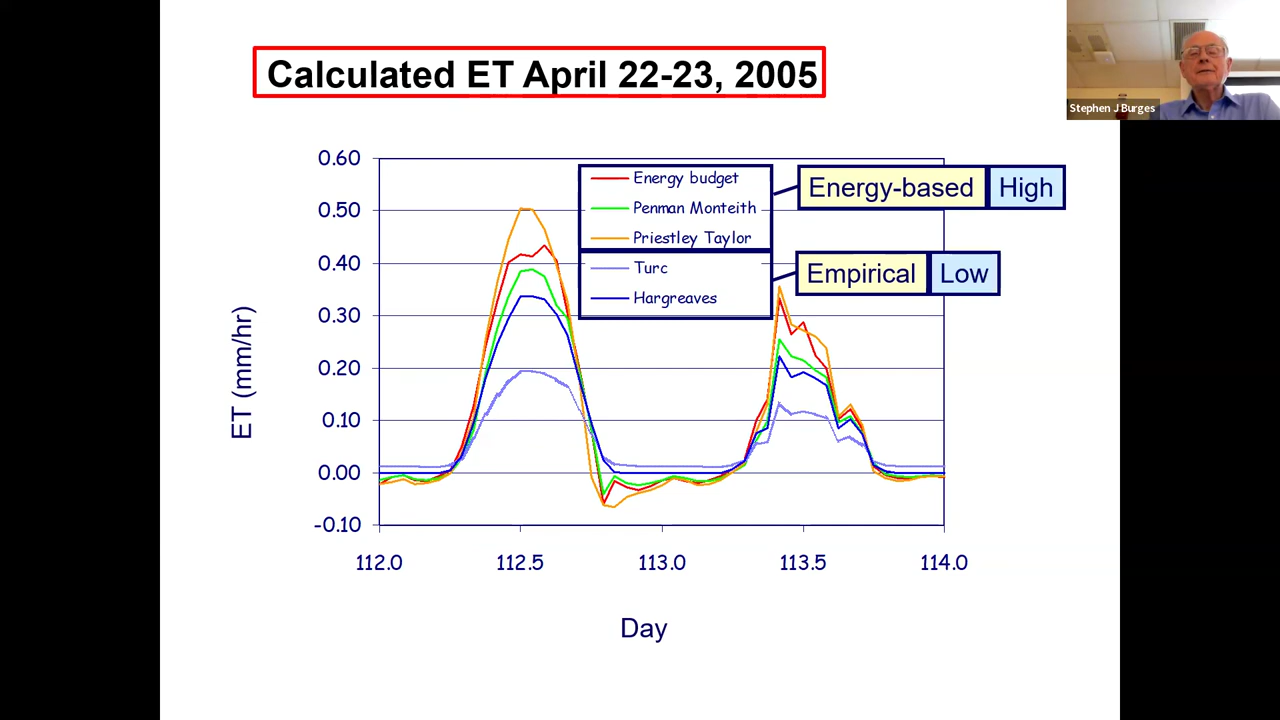 Calculated ET April 22-23, 2005
Stephen J Burges
0.60
0.50
0.40
0.30
0.20
0.10
0.00
-0.10
ET (mm/hr)
Energy budget
Penman Monteith
Priestley Taylor
Turc
Hargreaves
Energy-based High
Empirical Low
112.0 112.5 113.0 113.5 114.0
Day